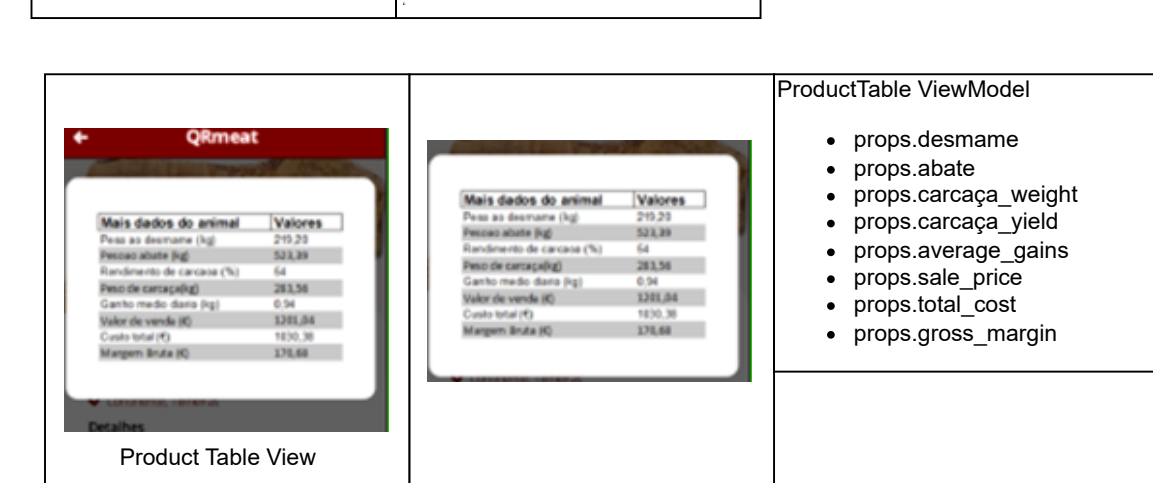 QRmeat
Mais dados do animal Valores
Peso ao desmame (kg) 219,20
Pesoao abate (kg) 523,39
Rendimento de carcasa (%) 64
Peso de carcaça(kg) 283,56
Ganho medio diario (kg) 0,94
Valor de venda (€) 1201,04
Custo total (€) 1030,38
Margem Bruta (€) 170,68
Detalhes
Product Table View
Mais dados do animal Valores
Peso ao desmame (kg) 219,20
Pesoao abate (kg) 523,39
Rendimento de carcasa (%) 64
Peso de carcaça(kg) 283,56
Ganho medio diario (kg) 0,94
Valor de venda (€) 1201,04
Custo total (€) 1030,38
Margem Bruta (€) 170,68
ProductTable ViewModel
props.desmame
props.abate
props.carcaça_weight
props.carcaça_yield
props.average_gains
props.sale_price
props.total_cost
props.gross_margin